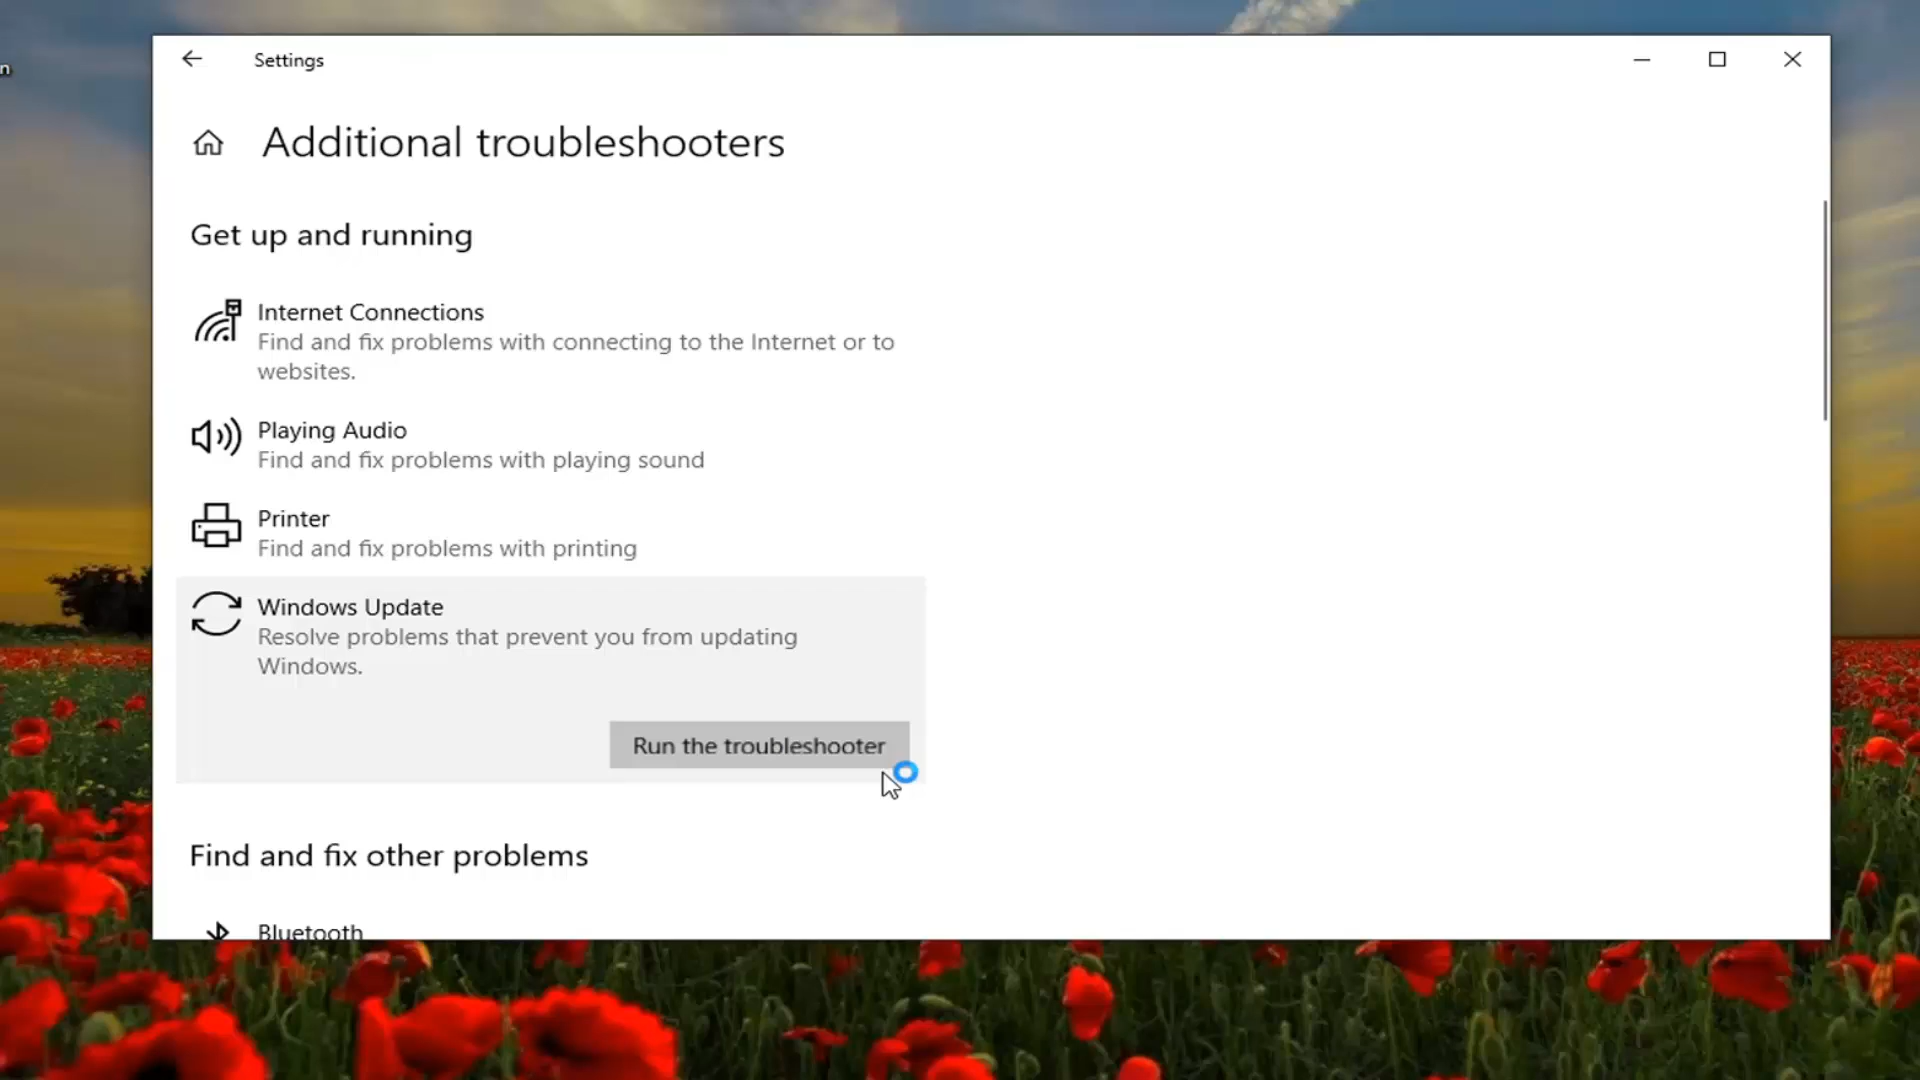 n
Settings
Additional troubleshooters
Get up and running
Internet Connections
Find and fix problems with connecting to the Internet or to
websites.
Playing Audio
Find and fix problems with playing sound
Printer
Find and fix problems with printing
Windows Update
Resolve problems that prevent you from updating
Windows.
Run the troubleshooter
Find and fix other problems
Bluetooth